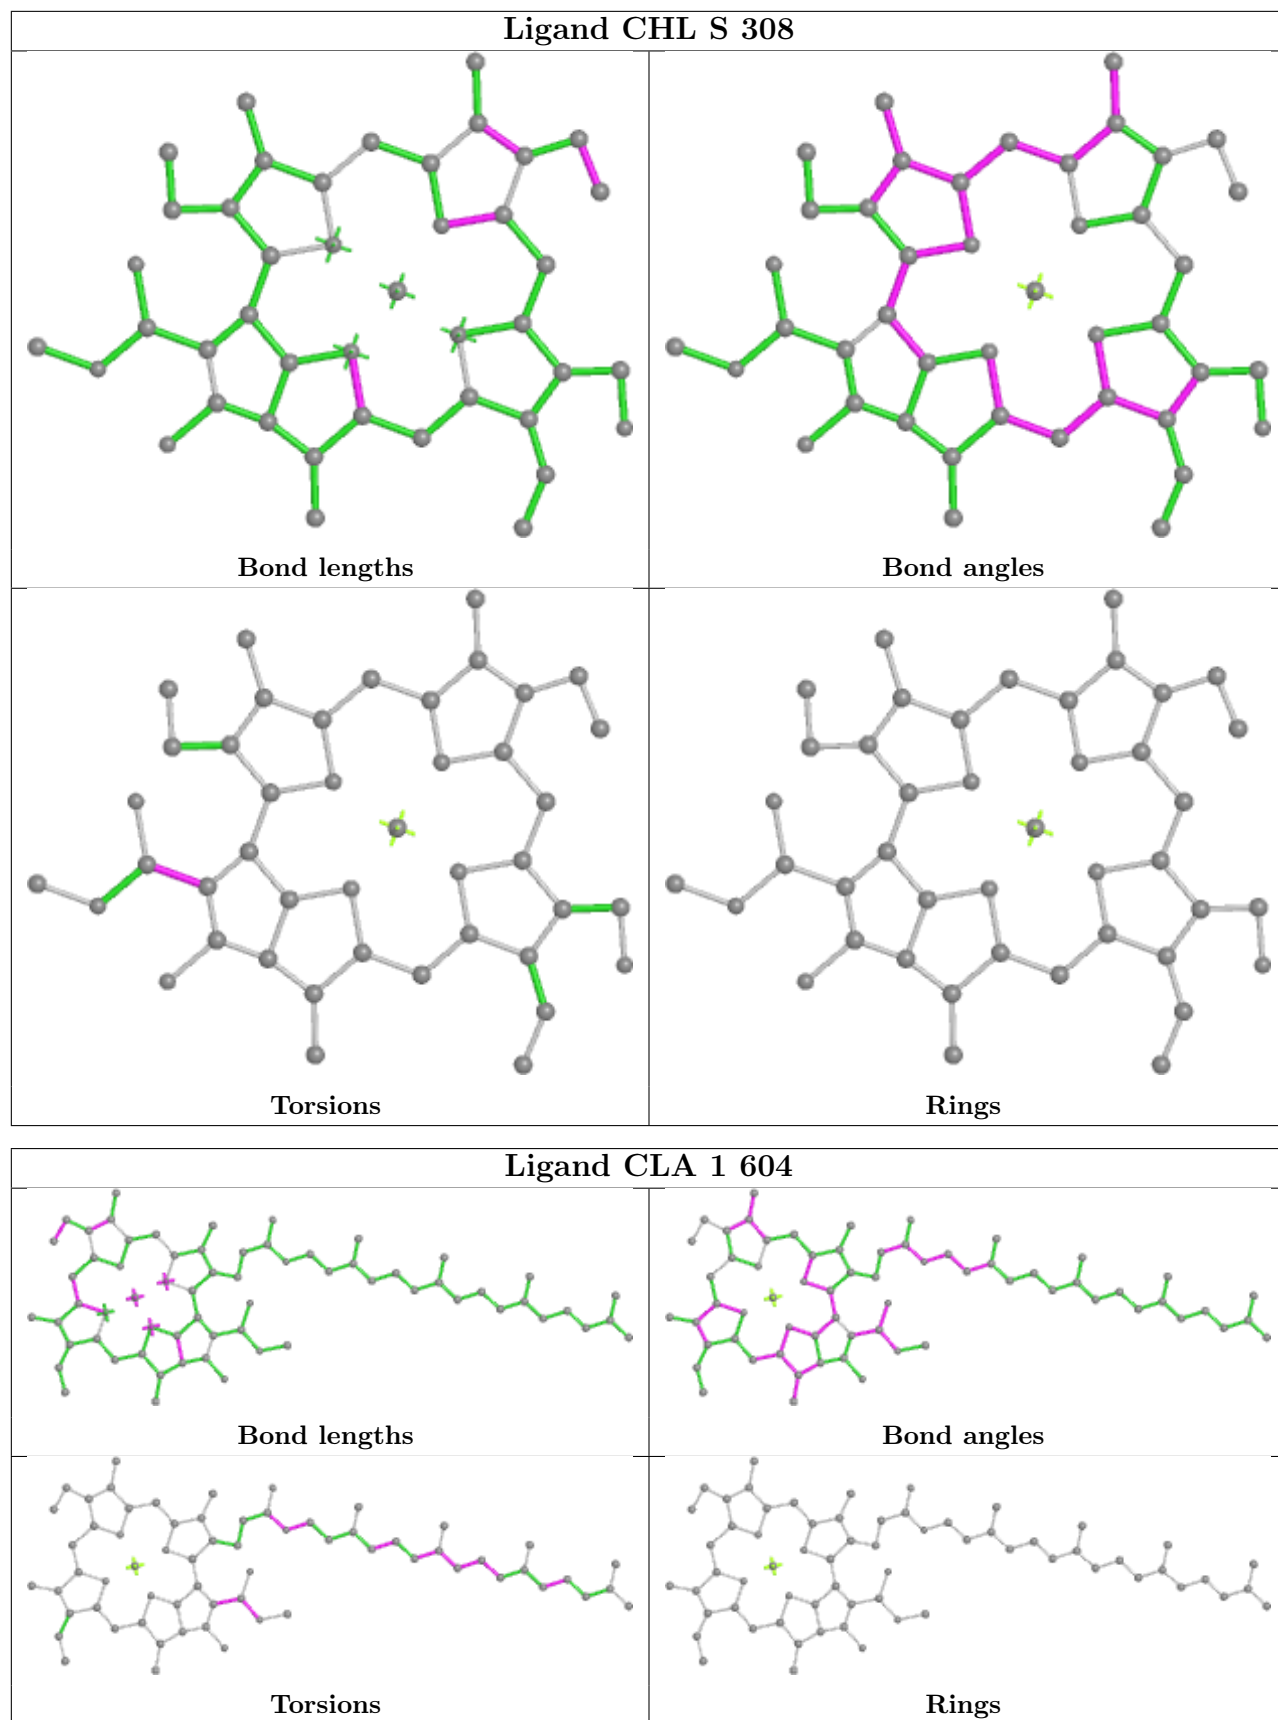 Ligand CHL S 308
Bond lengths
Bond angles
Torsions
Rings
Ligand CLA 1 604
Bond lengths
Bond angles
Torsions
Rings